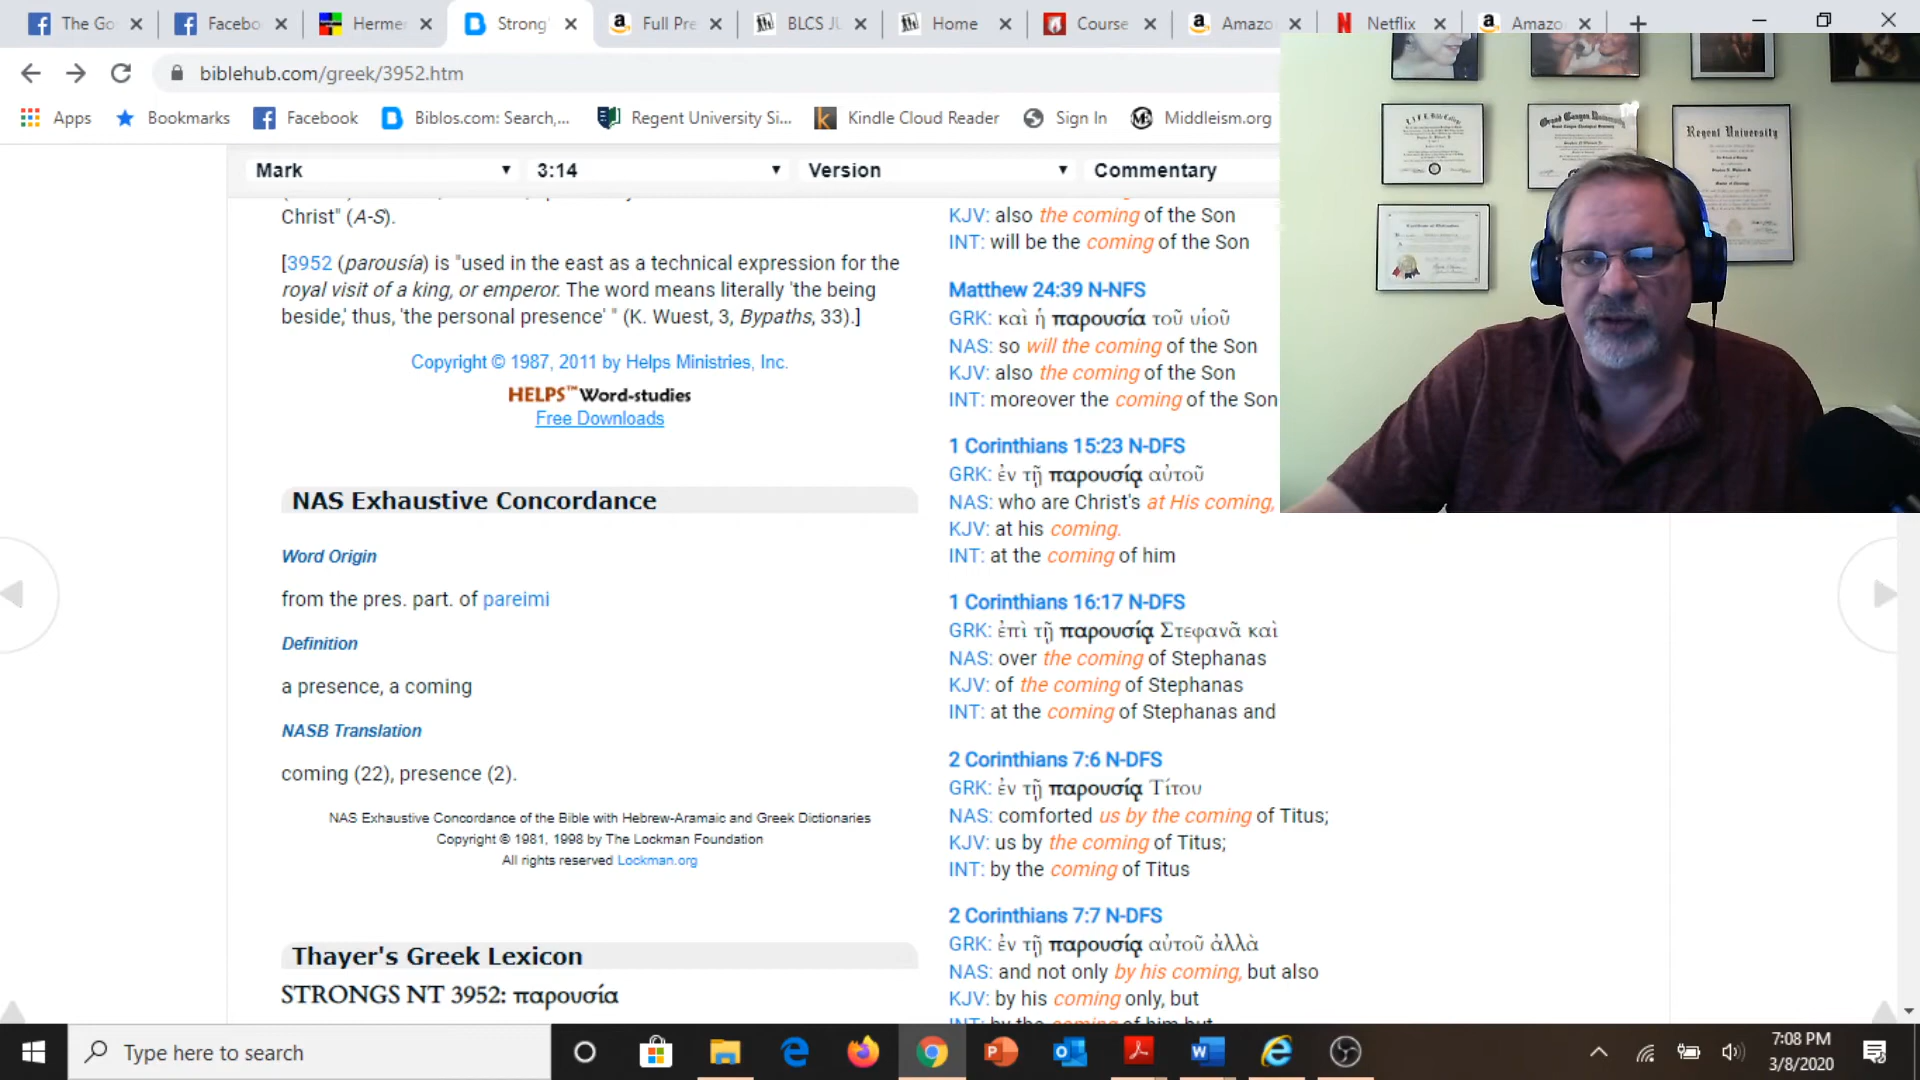 The Go
Facebo
Herme
Strong'
Full Pre
BLCS JU
Home
Course
Amazo
Netflix
Amazo
biblehub.com/greek/3952.htm
Apps
Bookmarks
Facebook
Biblos.com: Search,...
Regent University Si...
Kindle Cloud Reader
Sign In
Middleism.org
Mark
3:14
Version
Commentary
Christ" (A-S).
[3952 (parousía) is "used in the east as a technical expression for the
royal visit of a king, or emperor. The word means literally 'the being
beside,' thus, 'the personal presence' " (K. Wuest, 3, Bypaths, 33).]
Copyright © 1987, 2011 by Helps Ministries, Inc.
HELPS™ Word-studies
Free Downloads
NAS Exhaustive Concordance
Word Origin
from the pres. part. of pareimi
Definition
a presence, a coming
NASB Translation
coming (22), presence (2).
NAS Exhaustive Concordance of the Bible with Hebrew-Aramaic and Greek Dictionaries
Copyright © 1981, 1998 by The Lockman Foundation
All rights reserved Lockman.org
Thayer's Greek Lexicon
STRONGS NT 3952: παρουσία
KJV: also the coming of the Son
INT: will be the coming of the Son
Matthew 24:39 N-NFS
GRK: καὶ ἡ παρουσία τοῦ υἱοῦ
NAS: so will the coming of the Son
KJV: also the coming of the Son
INT: moreover the coming of the Son
1 Corinthians 15:23 N-DFS
GRK: ἐν τῇ παρουσίᾳ αὐτοῦ
NAS: who are Christ's at His coming,
KJV: at his coming.
INT: at the coming of him
1 Corinthians 16:17 N-DFS
GRK: ἐπὶ τῇ παρουσίᾳ Στεφανᾶ καὶ
NAS: over the coming of Stephanas
KJV: of the coming of Stephanas
INT: at the coming of Stephanas and
2 Corinthians 7:6 N-DFS
GRK: ἐν τῇ παρουσίᾳ Τίτου
NAS: comforted us by the coming of Titus;
KJV: us by the coming of Titus;
INT: by the coming of Titus
2 Corinthians 7:7 N-DFS
GRK: ἐν τῇ παρουσίᾳ αὐτοῦ ἀλλὰ
NAS: and not only by his coming, but also
KJV: by his coming only, but
INT: by the coming of him but
Regent University
Type here to search
7:08 PM
3/8/2020